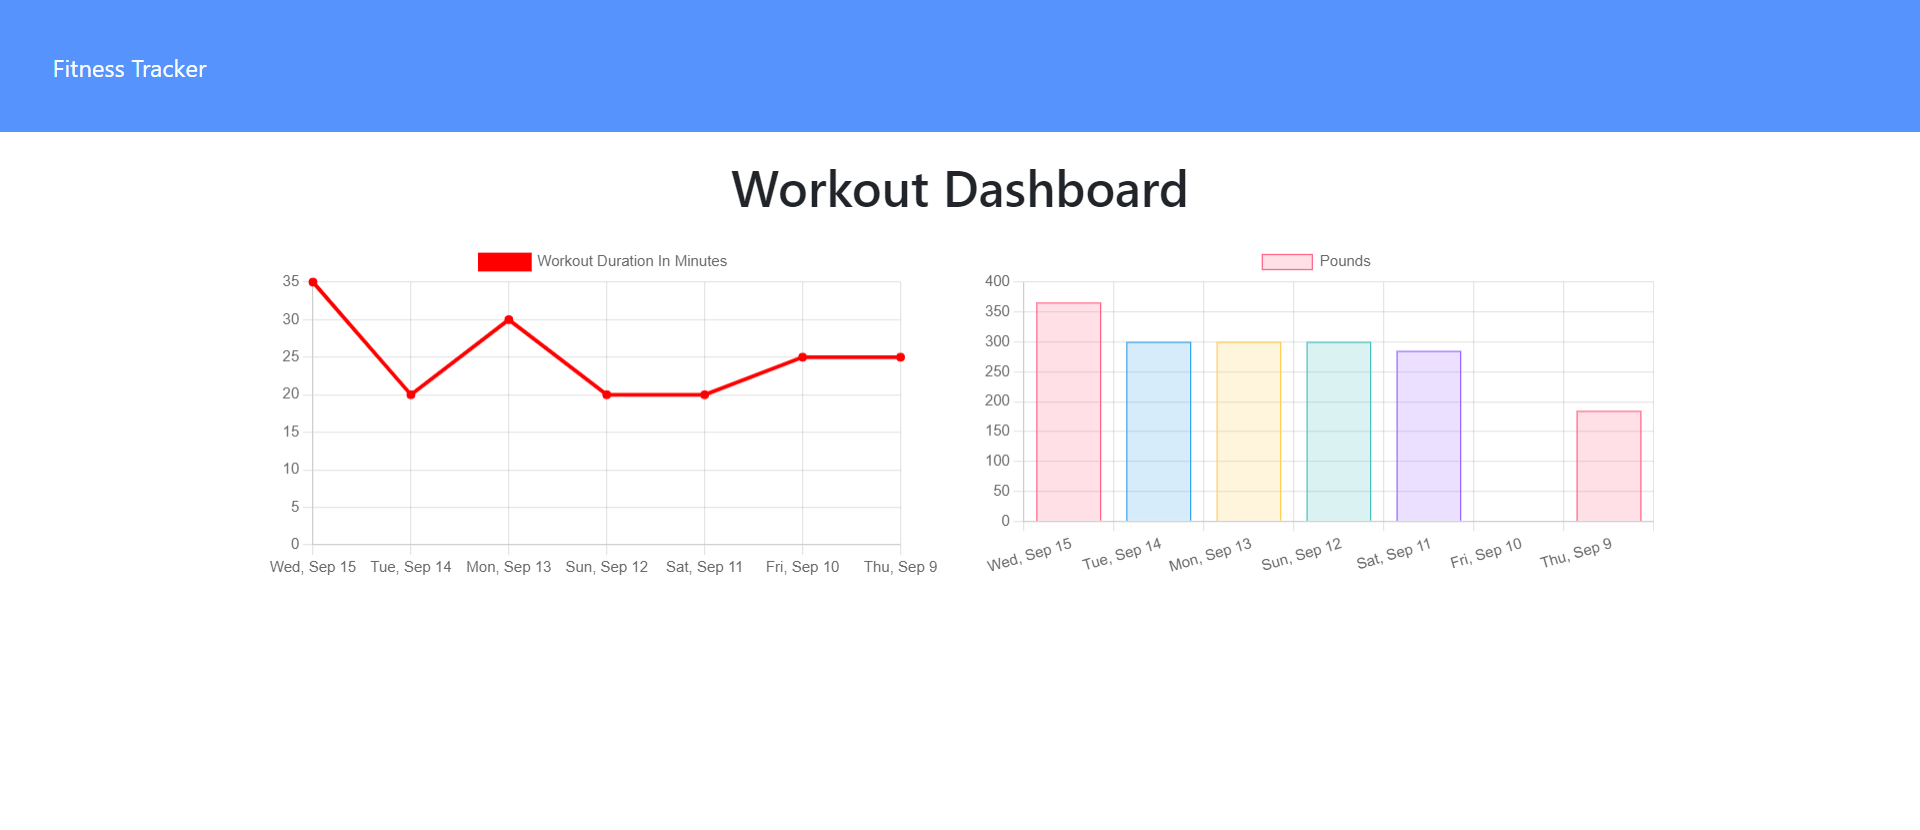 Fitness Tracker
Workout Dashboard
Workout Duration In Minutes
35
30
25
20
15
10
5
0
Wed, Sep 15 Tue, Sep 14 Mon, Sep 13 Sun, Sep 12 Sat, Sep 11 Fri, Sep 10 Thu, Sep 9
Pounds
400
350
300
250
200
150
100
50
0
Wed, Sep 15 Tue, Sep 14 Mon, Sep 13 Sun, Sep 12 Sat, Sep 11 Fri, Sep 10 Thu, Sep 9